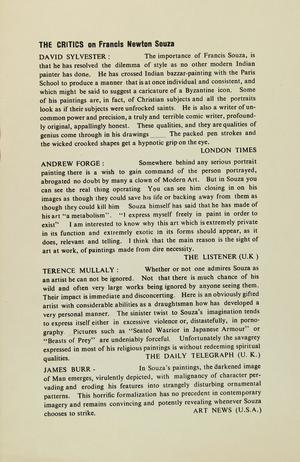 THE CRITICS on Francis Newton Souza
DAVID SYLVESTER : The importance of Francis Souza, is
that he has resolved the dilemma of style as no other modern Indian
painter has done. He has crossed Indian bazzar-painting with the Paris
School to produce a manner that is at once individual and consistent, and
which might be said to suggest a caricature of a Byzantine icon. Some
of his paintings are, in fact, of Christian subjects and all the portraits
look as if their subjects were unfrocked saints. He is also a writer of un-
common power and precision, a truly and terrible comic writer, profound-
ly original, appallingly honest. These qualities, and they are qualities of
genius come through in his drawings ____ The packed pen strokes and
the wicked crooked shapes get a hypnotic grip on the eye.
LONDON TIMES
ANDREW FORGE : Somewhere behind any serious portrait
painting there is a wish to gain command of the person portrayed,
abrogated no doubt by many a clown of Modern Art. But in Souza you
can see the real thing operating You can see him closing in on his
images as though they could save his life or backing away from them as
though they could kill him Souza himself has said that he has made of
his art "a metabolism". "I express myself freely in paint in order to
exist" I am interested to know why this art which is extremely private
in its function and extremely exotic in its forms should appear, as it
does, relevant and telling. I think that the main reason is the sight of
art at work, of paintings made from dire necessity.
THE LISTENER (U.K )
TERENCE MULLALY : Whether or not one admires Souza as
an artist he can not be ignored. Not that there is much chance of his
wild and often very large works being ignored by anyone seeing them.
Their impact is immediate and disconcerting. Here is an obviously gifted
artist with considerable abilities as a draughtsman how has developed a
very personal manner. The sinister twist to Souza's imagination tends
to express itself either in excessive violence or, distastefully, in porno-
graphy. Pictures such as "Seated Warrior in Japanese Armour" or
"Beasts of Prey" are undeniably forceful. Unfortunately the savagery
expressed in most of his religious paintings is without redeeming spiritual
qualities. THE DAILY TELEGRAPH (U. K.)
JAMES BURR - In Souza's paintings, the darkened image
of Man emerges, virulently depicted, with malignancy of character per-
vading and eroding his features into strangely disturbing ornamental
patterns. This horrific formalization has no precedent in contemporary
imagery and remains convincing and potently revealing whenever Souza
chooses to strike. ART NEWS (U.S.A.)